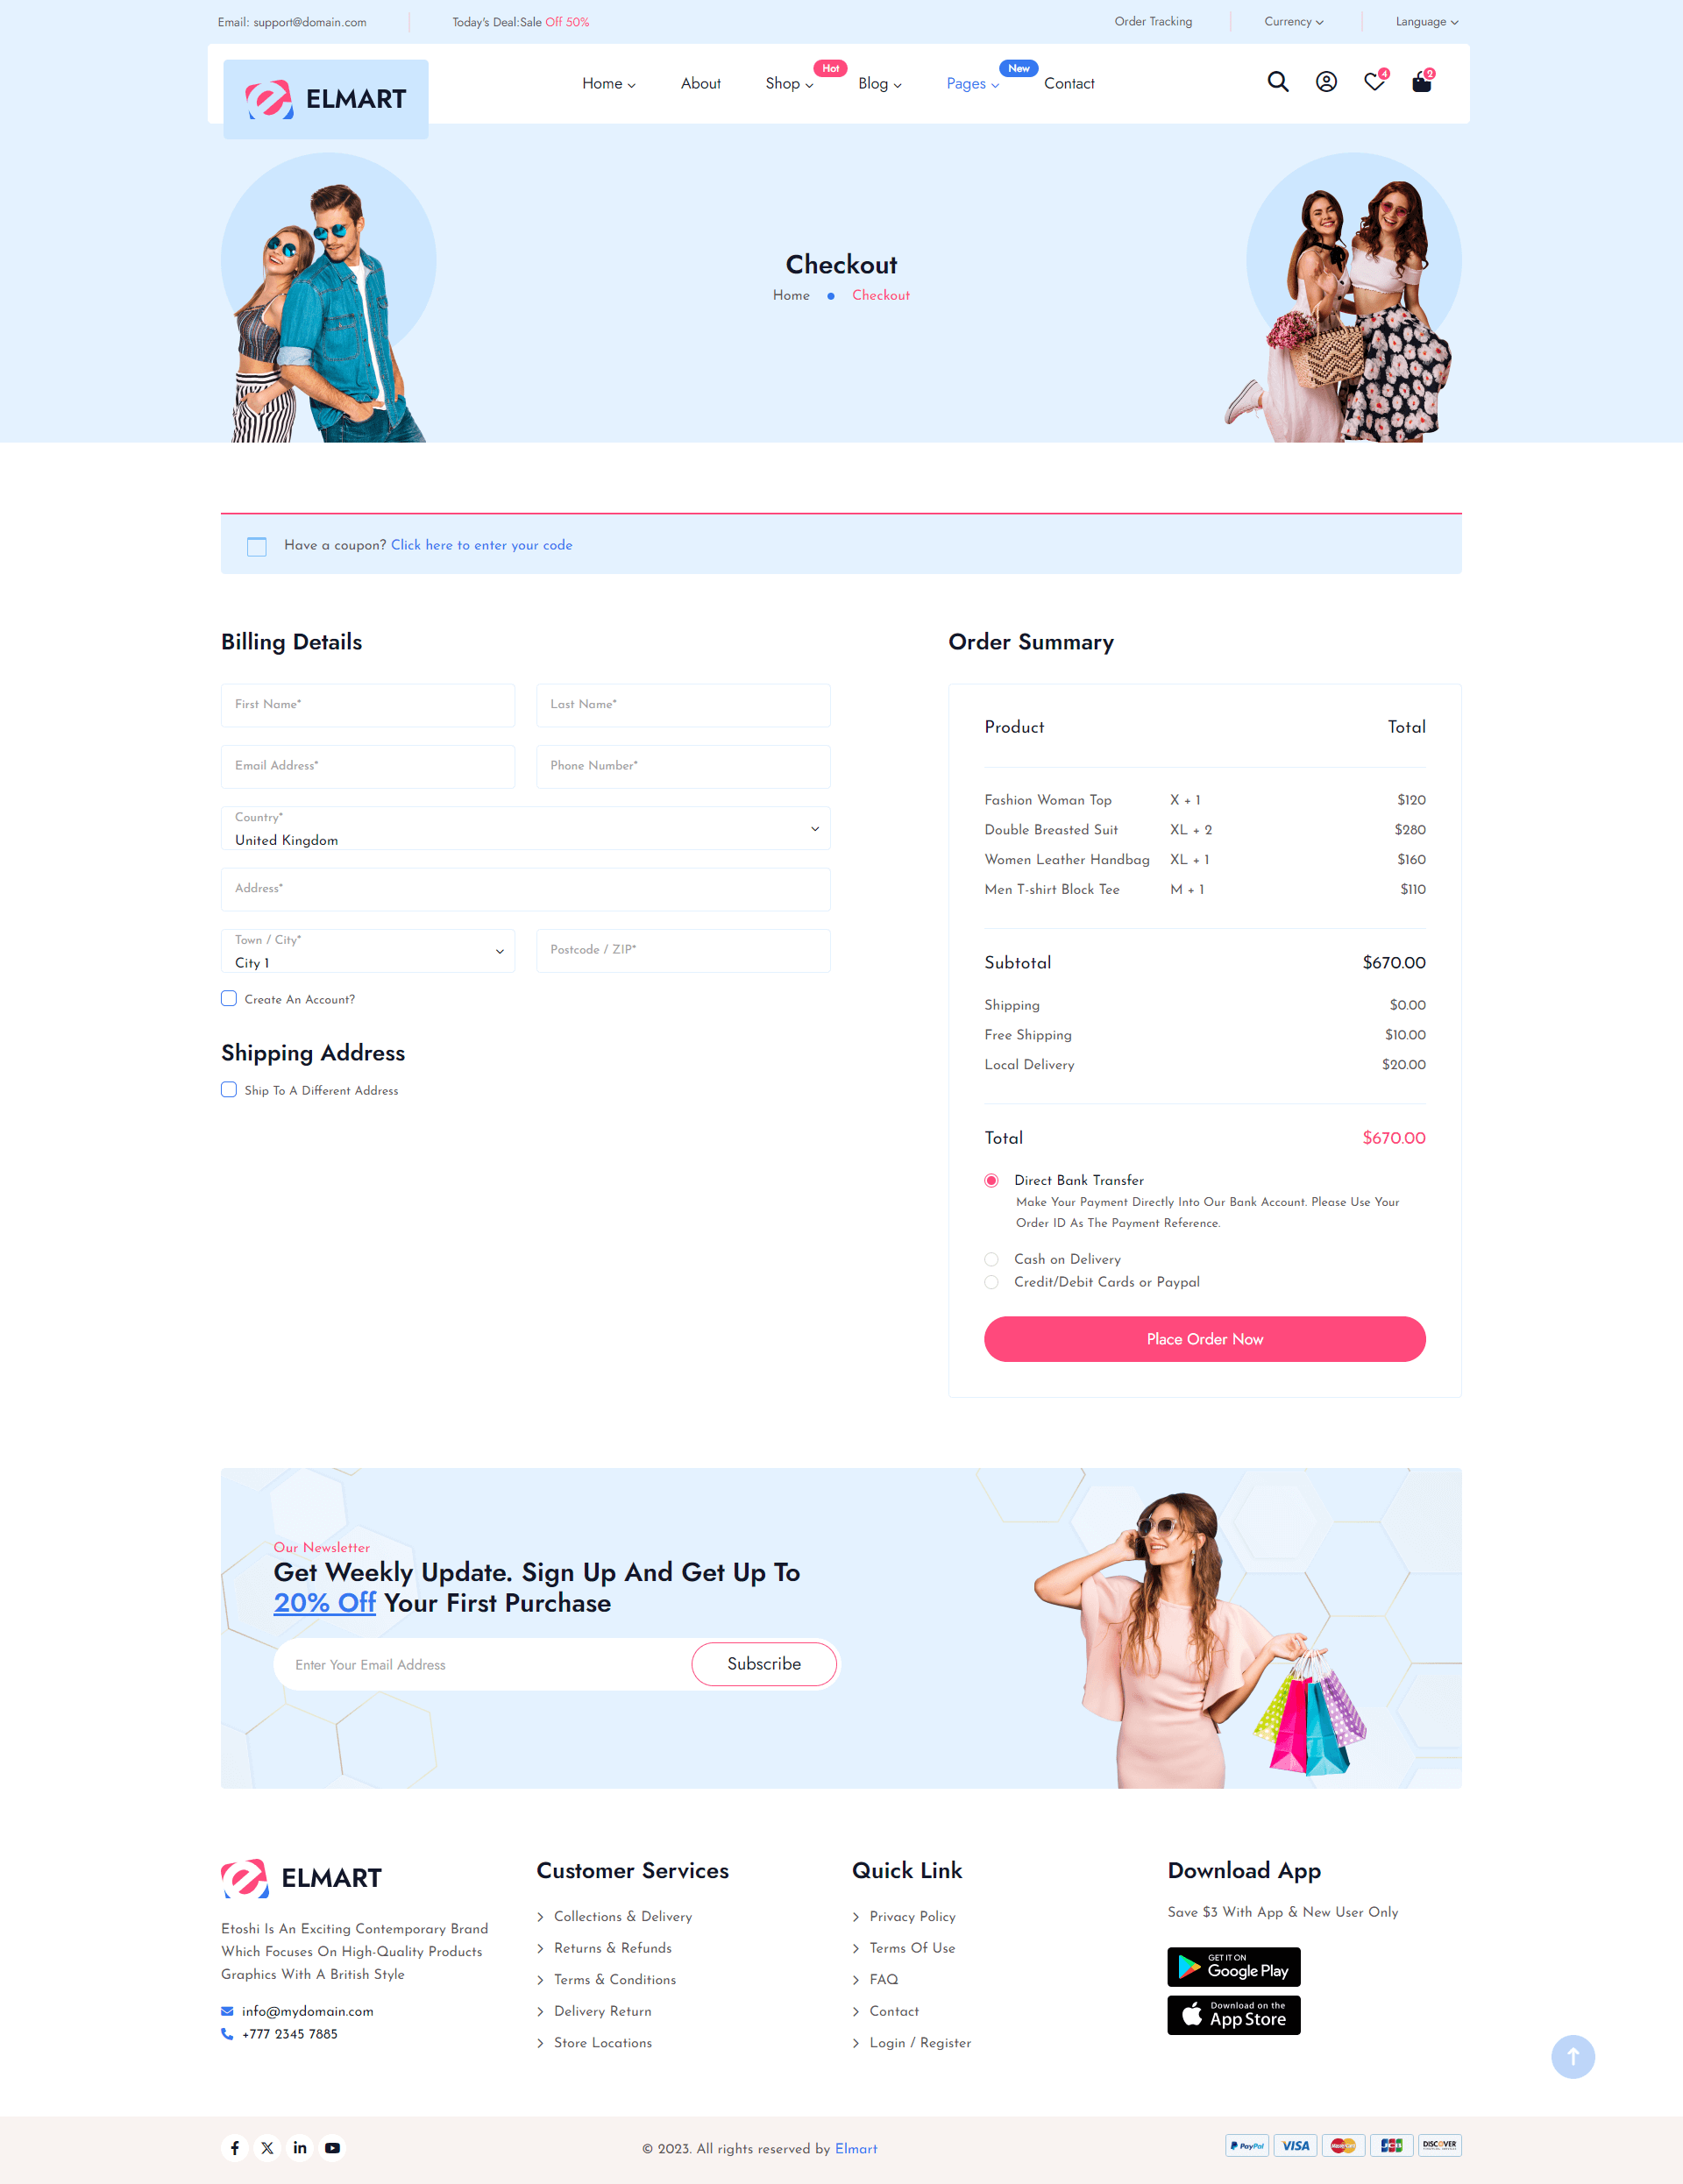 Email: support@domain.com
Today's Deal:Sale Off 50%
Order Tracking
Currency
Language
ELMART
Home
About
Shop
Hot
Blog
Pages
New
Contact
4
2
Checkout
Home
Checkout
Have a coupon? Click here to enter your code
Billing Details
First Name*
Last Name*
Email Address*
Phone Number*
Country*
United Kingdom
Address*
Town / City*
City 1
Postcode / ZIP*
Create An Account?
Shipping Address
Ship To A Different Address
Order Summary
Product Total
Fashion Woman Top X + 1 $120
Double Breasted Suit XL + 2 $280
Women Leather Handbag XL + 1 $160
Men T-shirt Block Tee M + 1 $110
Subtotal $670.00
Shipping $0.00
Free Shipping $10.00
Local Delivery $20.00
Total $670.00
Direct Bank Transfer
Make Your Payment Directly Into Our Bank Account. Please Use Your
Order ID As The Payment Reference.
Cash on Delivery
Credit/Debit Cards or Paypal
Place Order Now
Our Newsletter
Get Weekly Update. Sign Up And Get Up To
20% Off Your First Purchase
Enter Your Email Address
Subscribe
ELMART
Etoshi Is An Exciting Contemporary Brand
Which Focuses On High-Quality Products
Graphics With A British Style
info@mydomain.com
+777 2345 7885
Customer Services
Collections & Delivery
Returns & Refunds
Terms & Conditions
Delivery Return
Store Locations
Quick Link
Privacy Policy
Terms Of Use
FAQ
Contact
Login / Register
Download App
Save $3 With App & New User Only
GET IT ON
Google Play
Download on the
App Store
© 2023. All rights reserved by Elmart
PayPal
VISA
MasterCard
JCB
DISCOVER